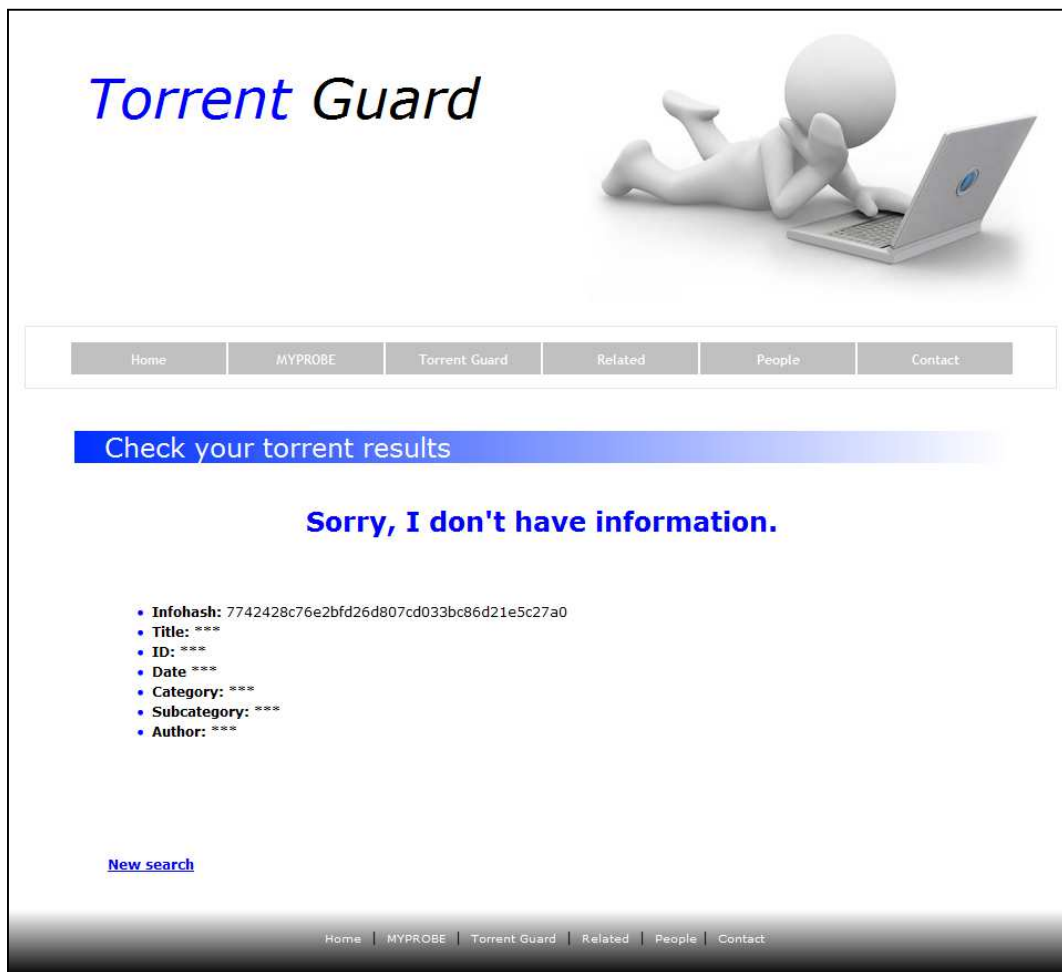 Torrent Guard
Home MYPROBE Torrent Guard Related People Contact
Check your torrent results
Sorry, I don't have information.
• Infohash: 7742428c76e2bfd26d807cd033bc86d21e5c27a0
• Title: ***
• ID: ***
• Date ***
• Category: ***
• Subcategory: ***
• Author: ***
New search
Home | MYPROBE | Torrent Guard | Related | People | Contact